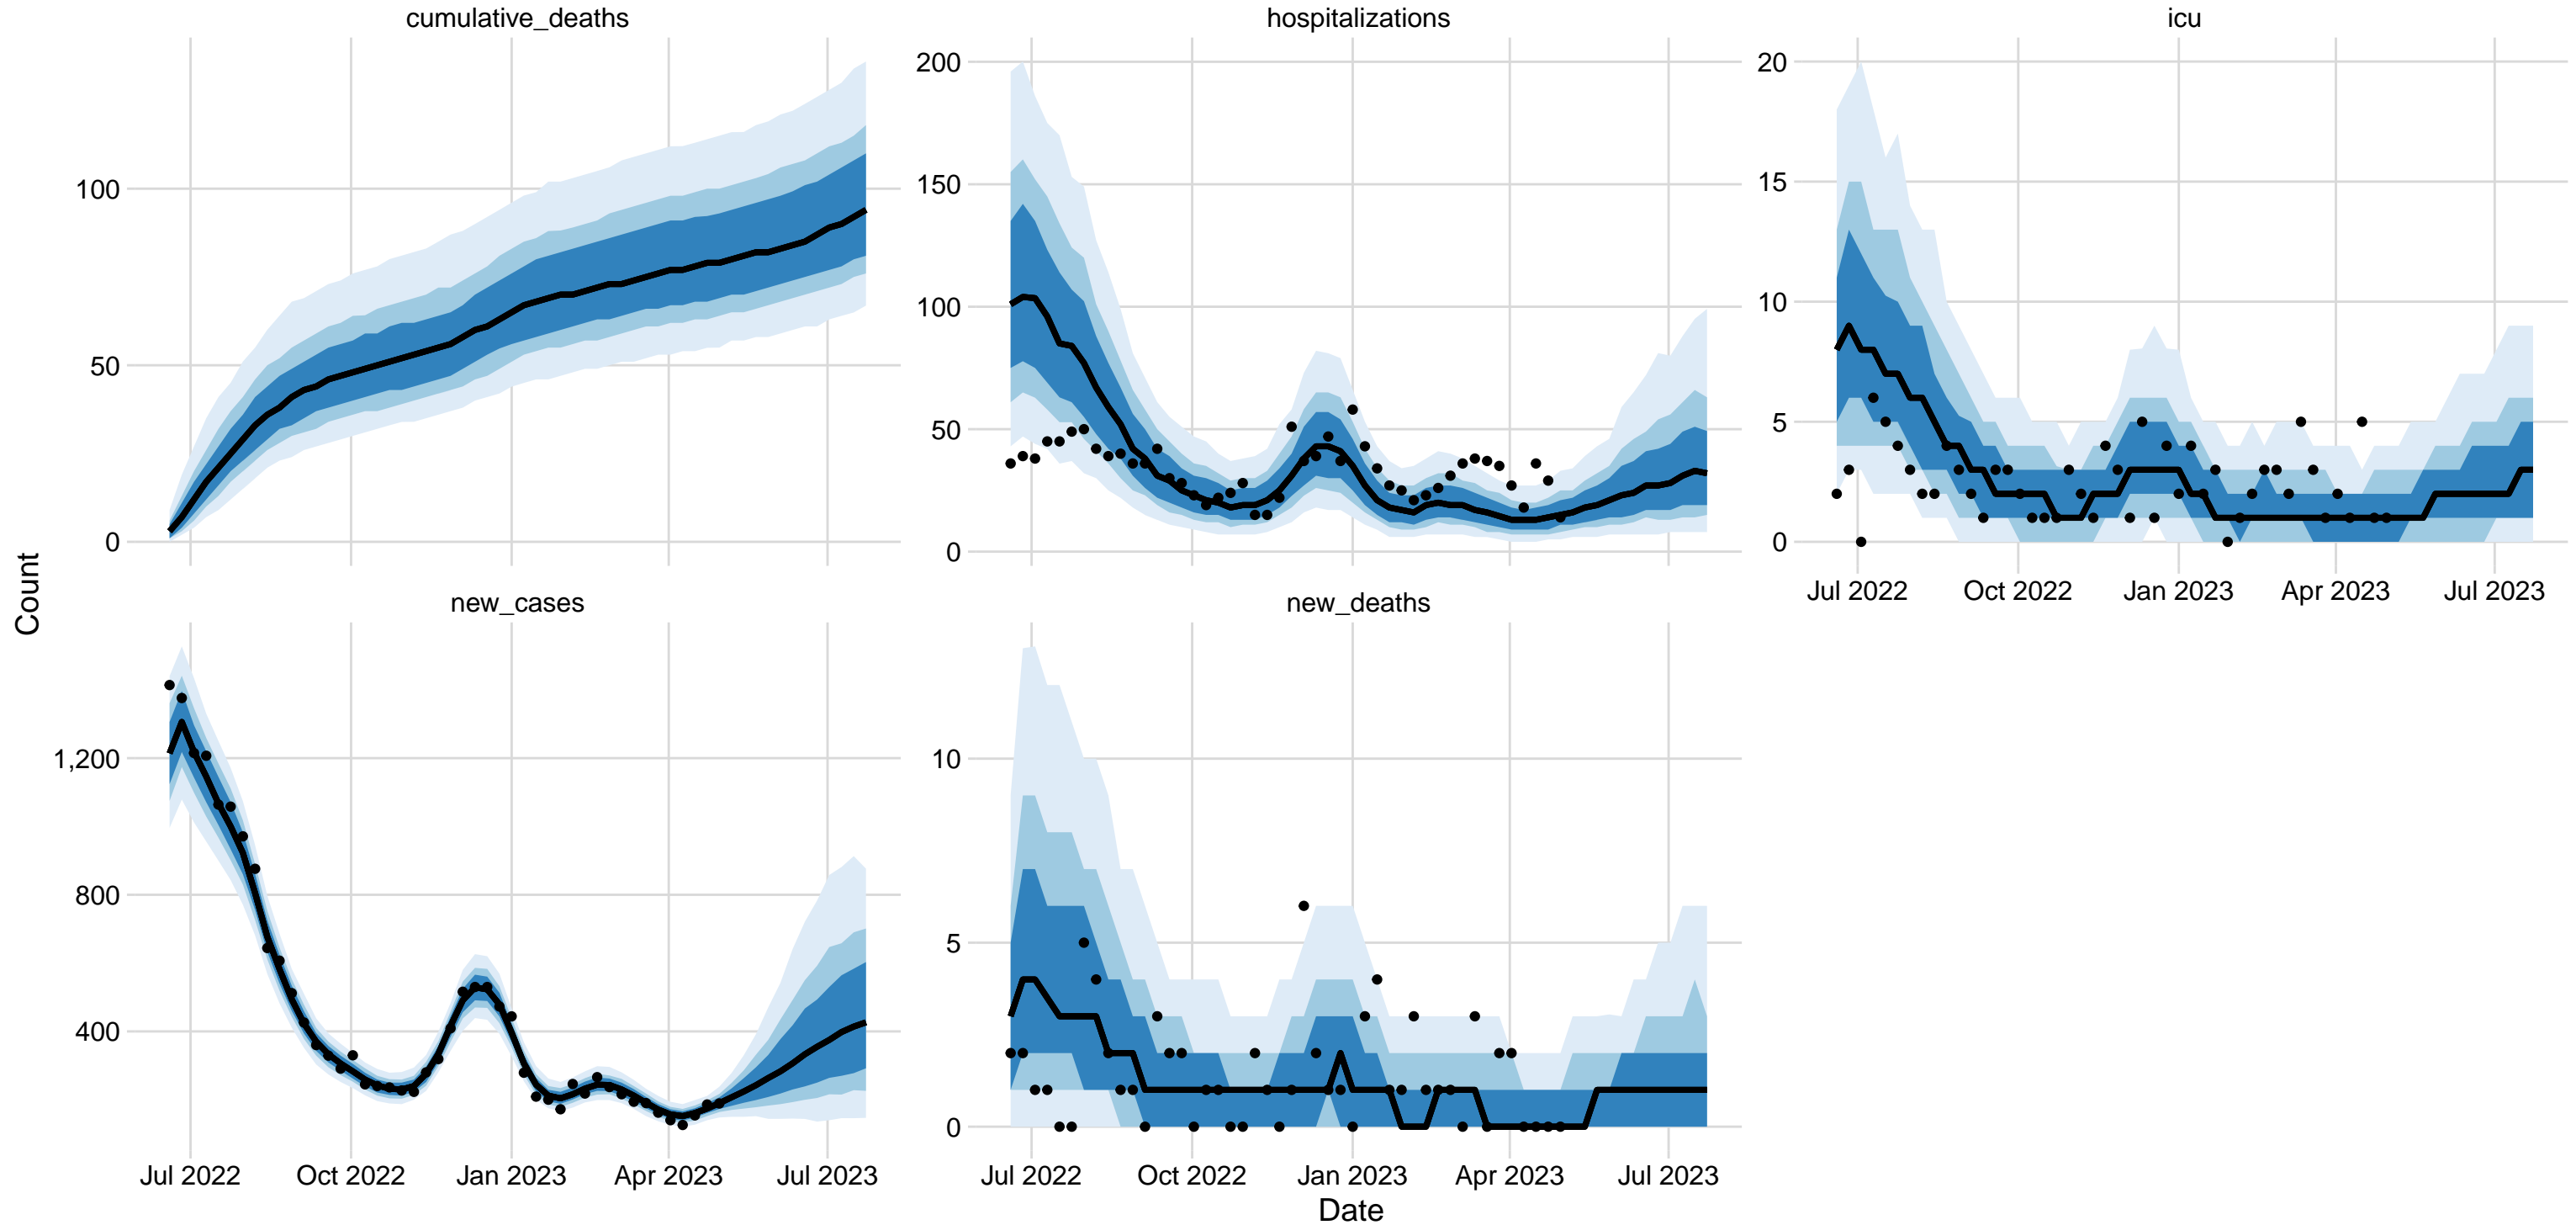 cumulative_deaths
hospitalizations
icu
100
50
0
200
150
100
50
0
20
15
10
5
0
Jul 2022 Oct 2022 Jan 2023 Apr 2023 Jul 2023
Count
new_cases
new_deaths
1,200
800
400
10
5
0
Jul 2022 Oct 2022 Jan 2023 Apr 2023 Jul 2023
Jul 2022 Oct 2022 Jan 2023 Apr 2023 Jul 2023
Date